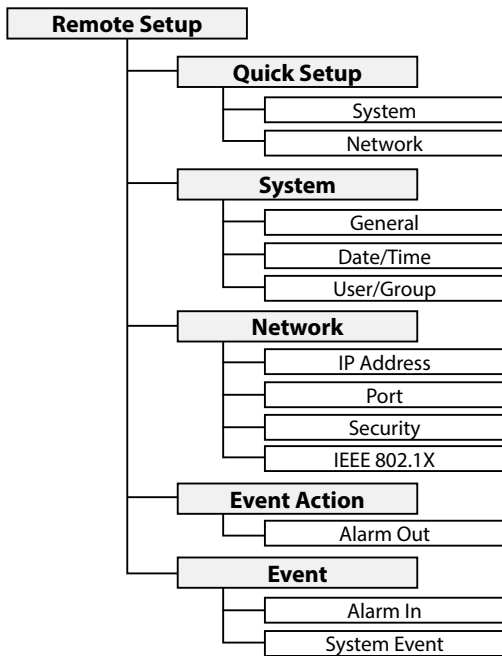 Remote Setup
Quick Setup
System
Network
System
General
Date/Time
User/Group
Network
IP Address
Port
Security
IEEE 802.1X
Event Action
Alarm Out
Event
Alarm In
System Event